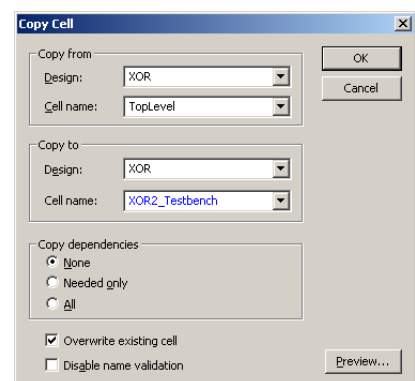 Copy Cell
Copy from
Design: XOR
Cell name: TopLevel
OK
Cancel
Copy to
Design: XOR
Cell name: XOR2_Testbench
Copy dependencies
None
Needed only
All
Overwrite existing cell
Disable name validation
Preview...